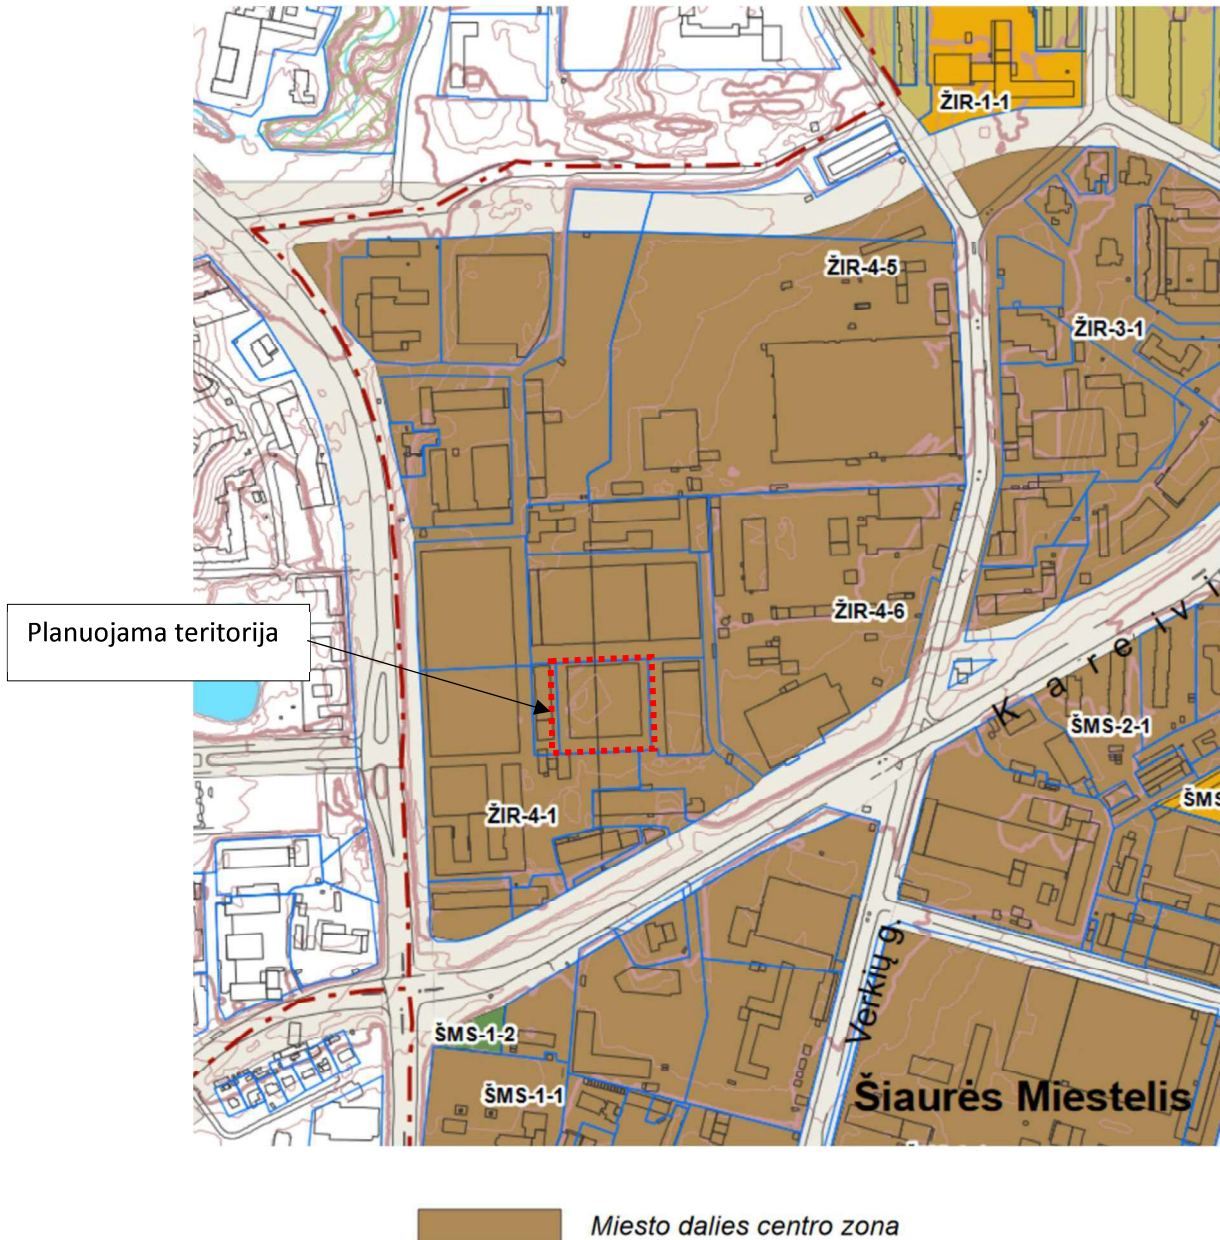 ŽIR-1-1
ŽIR-4-5
ŽIR-3-1
ŽIR-4-6
Planuojama teritorija
Kareivi
ŠMS-2-1
ŠMS
ŽIR-4-1
Verkių g.
ŠMS-1-2
ŠMS-1-1
Šiaurės Miestelis
Miesto dalies centro zona